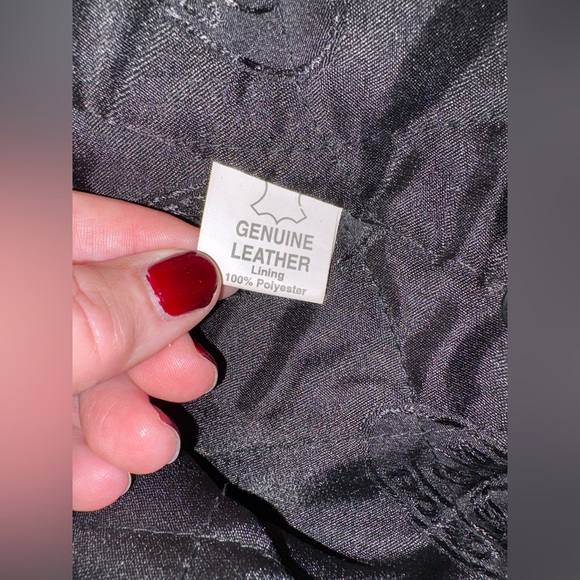 GENUINE
LEATHER
Lining
100% Polyester